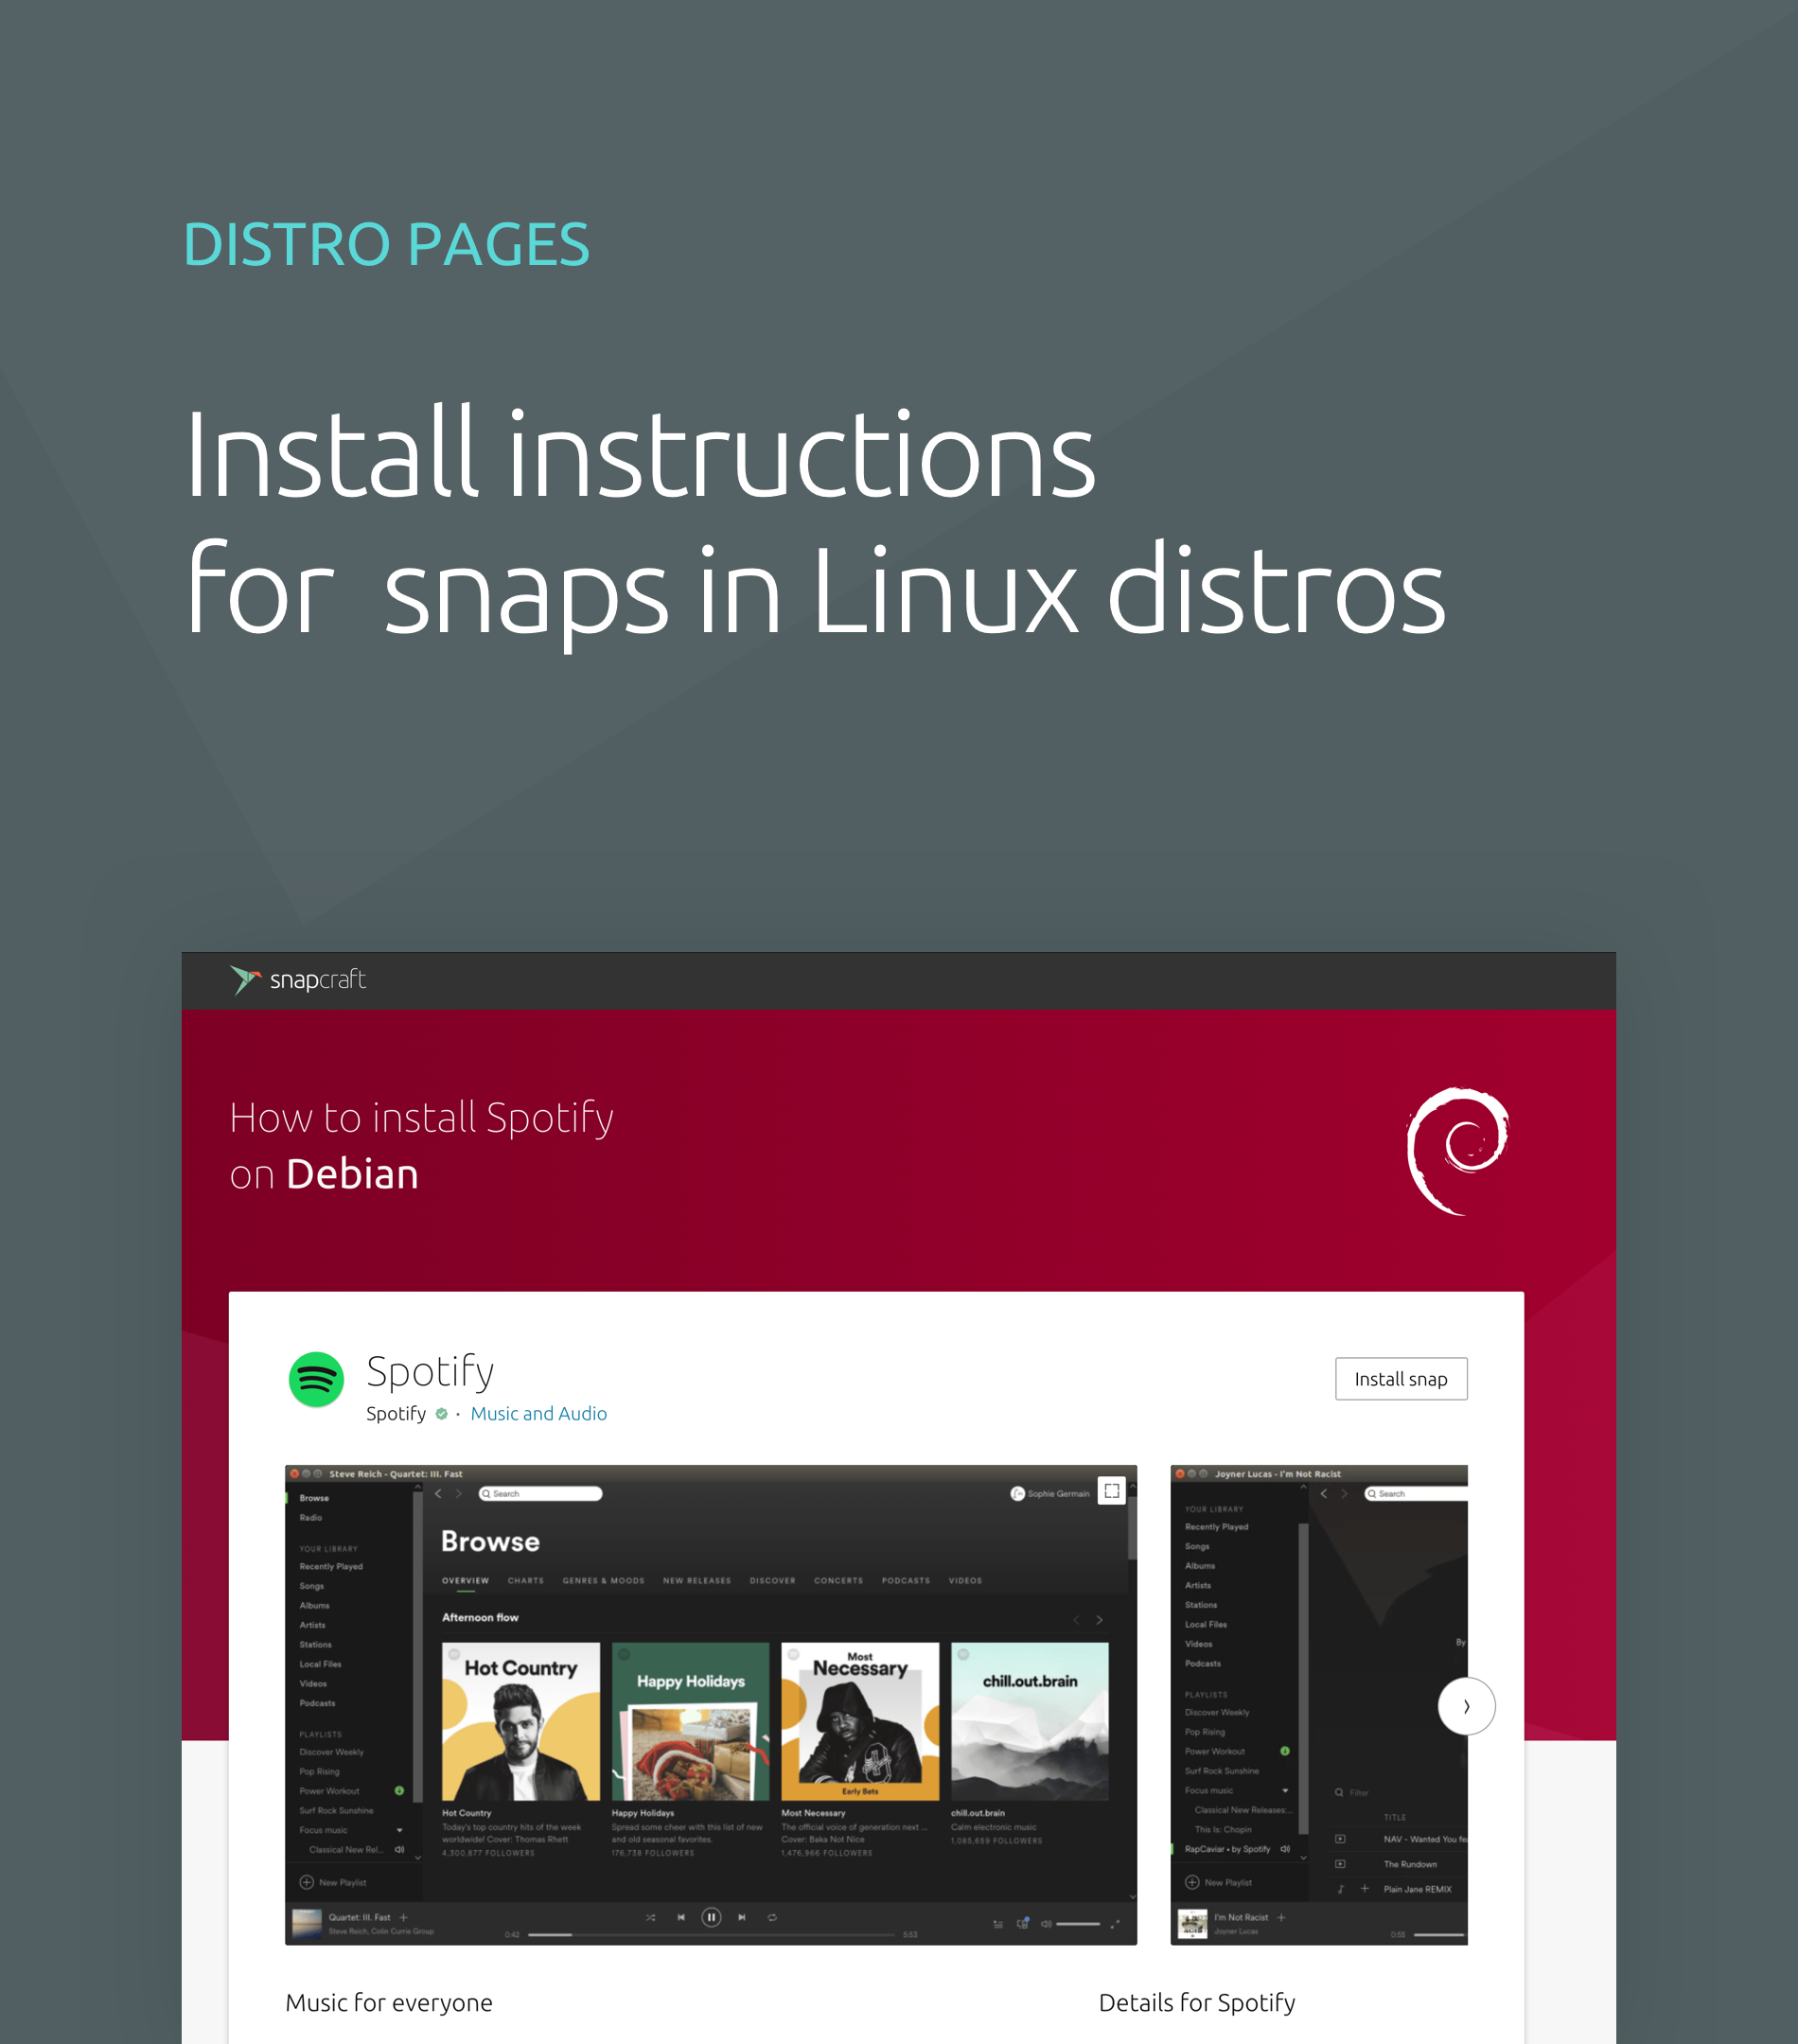 DISTRO PAGES
Install instructions
for snaps in Linux distros
snapcraft
How to install Spotify
on Debian
Spotify
Spotify · Music and Audio
Install snap
Steve Reich - Quartet: III. Fast
Browse
Radio
YOUR LIBRARY
Recently Played
Songs
Albums
Artists
Stations
Local Files
Videos
Podcasts
PLAYLISTS
Discover Weekly
Pop Rising
Power Workout
Surf Rock Sunshine
Focus music
Classical New Rel...
New Playlist
Search
Sophie Germain
Browse
OVERVIEW CHARTS GENRES & MOODS NEW RELEASES DISCOVER CONCERTS PODCASTS VIDEOS
Afternoon flow
Hot Country
Happy Holidays
Most
Necessary
Early Bets
chill.out.brain
Hot Country
Today's top country hits of the week
worldwide! Cover: Thomas Rhett
4,300,877 FOLLOWERS
Happy Holidays
Spread some cheer with this list of new
and old seasonal favorites.
176,738 FOLLOWERS
Most Necessary
The official voice of generation next ...
Cover: Baka Not Nice
1,476,966 FOLLOWERS
chill.out.brain
Calm electronic music
1,085,659 FOLLOWERS
Quartet: III. Fast
Steve Reich, Colin Currie Group
0:42
5:53
Joyner Lucas - I'm Not Racist
Search
YOUR LIBRARY
Recently Played
Songs
Albums
Artists
Stations
Local Files
Videos
Podcasts
PLAYLISTS
Discover Weekly
Pop Rising
Power Workout
Surf Rock Sunshine
Focus music
Classical New Releases:...
This Is: Chopin
RapCaviar • by Spotify
New Playlist
By
Filter
TITLE
NAV - Wanted You fe
The Rundown
Plain Jane REMIX
I'm Not Racist
Joyner Lucas
0:55
Music for everyone
Details for Spotify